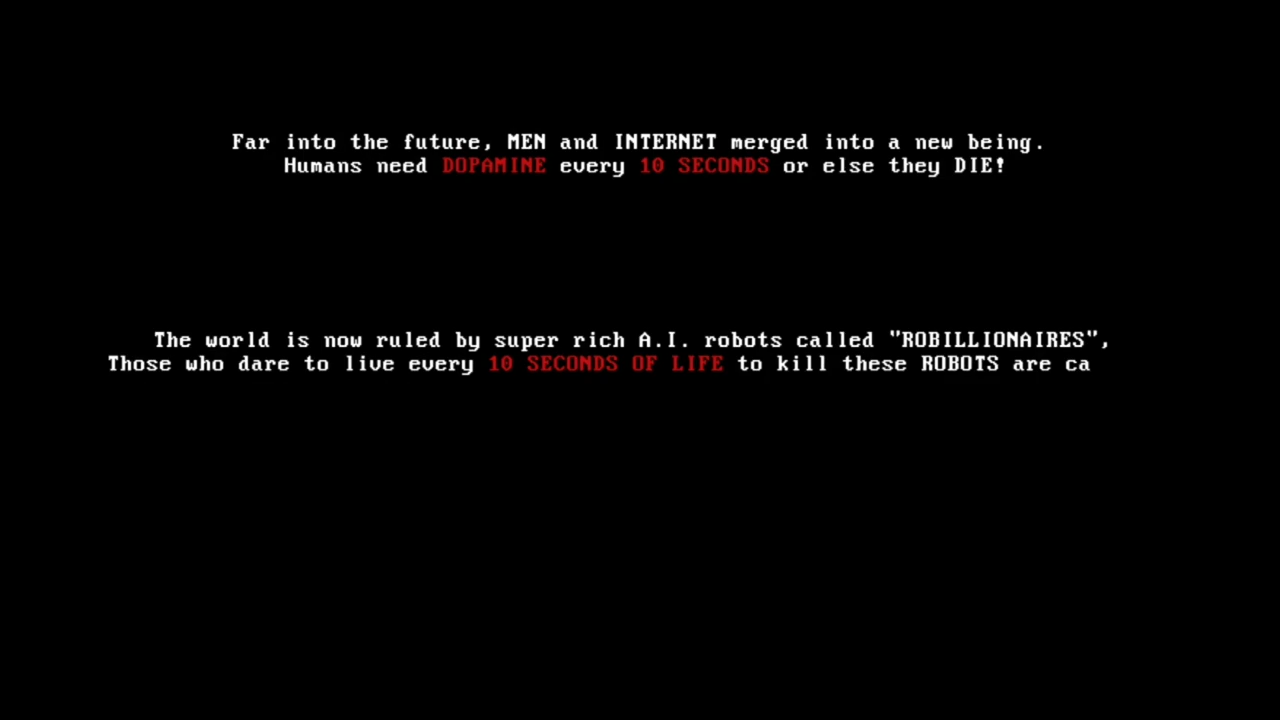 Far into the future, MEN and INTERNET merged into a new being.
Humans need DOPAMINE every 10 SECONDS or else they DIE!
The world is now ruled by super rich A.I. robots called "ROBILLIONAIRES",
Those who dare to live every 10 SECONDS OF LIFE to kill these ROBOTS are ca